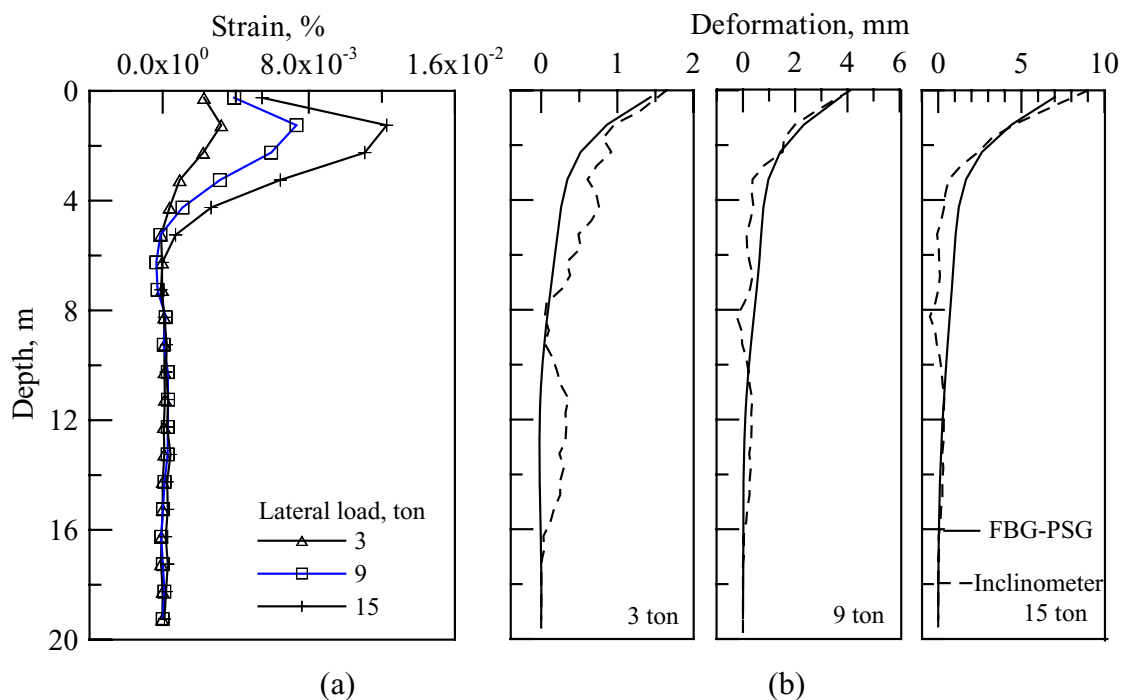 Strain, %
0.0x10⁰ 8.0x10⁻³ 1.6x10⁻²
Depth, m
0
4
8
12
16
20
Lateral load, ton
3
9
15
(a)
Deformation, mm
0 1 2
3 ton
0 2 4 6
9 ton
0 5 10
FBG-PSG
Inclinometer
15 ton
(b)